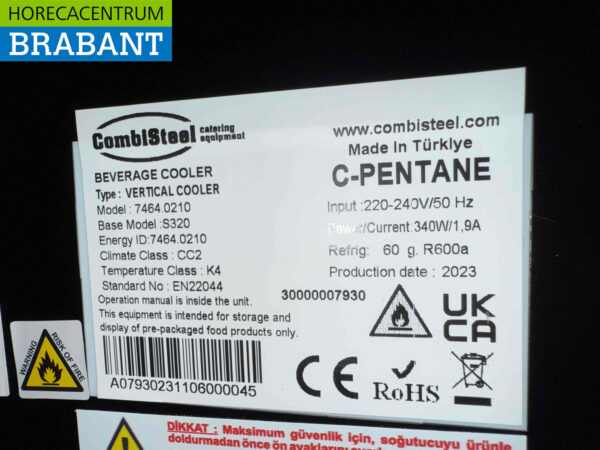 HORECACENTRUM
BRABANT
CombiSteel catering equipment
www.combisteel.com
Made In Türkiye
BEVERAGE COOLER
Type : VERTICAL COOLER
C-PENTANE
Model : 7464.0210
Base Model : S320
Energy ID:7464.0210
Climate Class : CC2
Temperature Class : K4
Standard No : EN22044
Operation manual is inside the unit.
This equipment is intended for storage and
display of pre-packaged food products only.
Input :220-240V/50 Hz
Power/Current 340W/1,9A
Refrig: 60 g. R600a
Production date : 2023
30000007930
UK
CA
A07930231106000045
CE
RoHS
WARNING
RISK OF FIRE
DİKKAT : Maksimum güvenlik için, soğutucuyu ürünle
doldurmadan önce ön